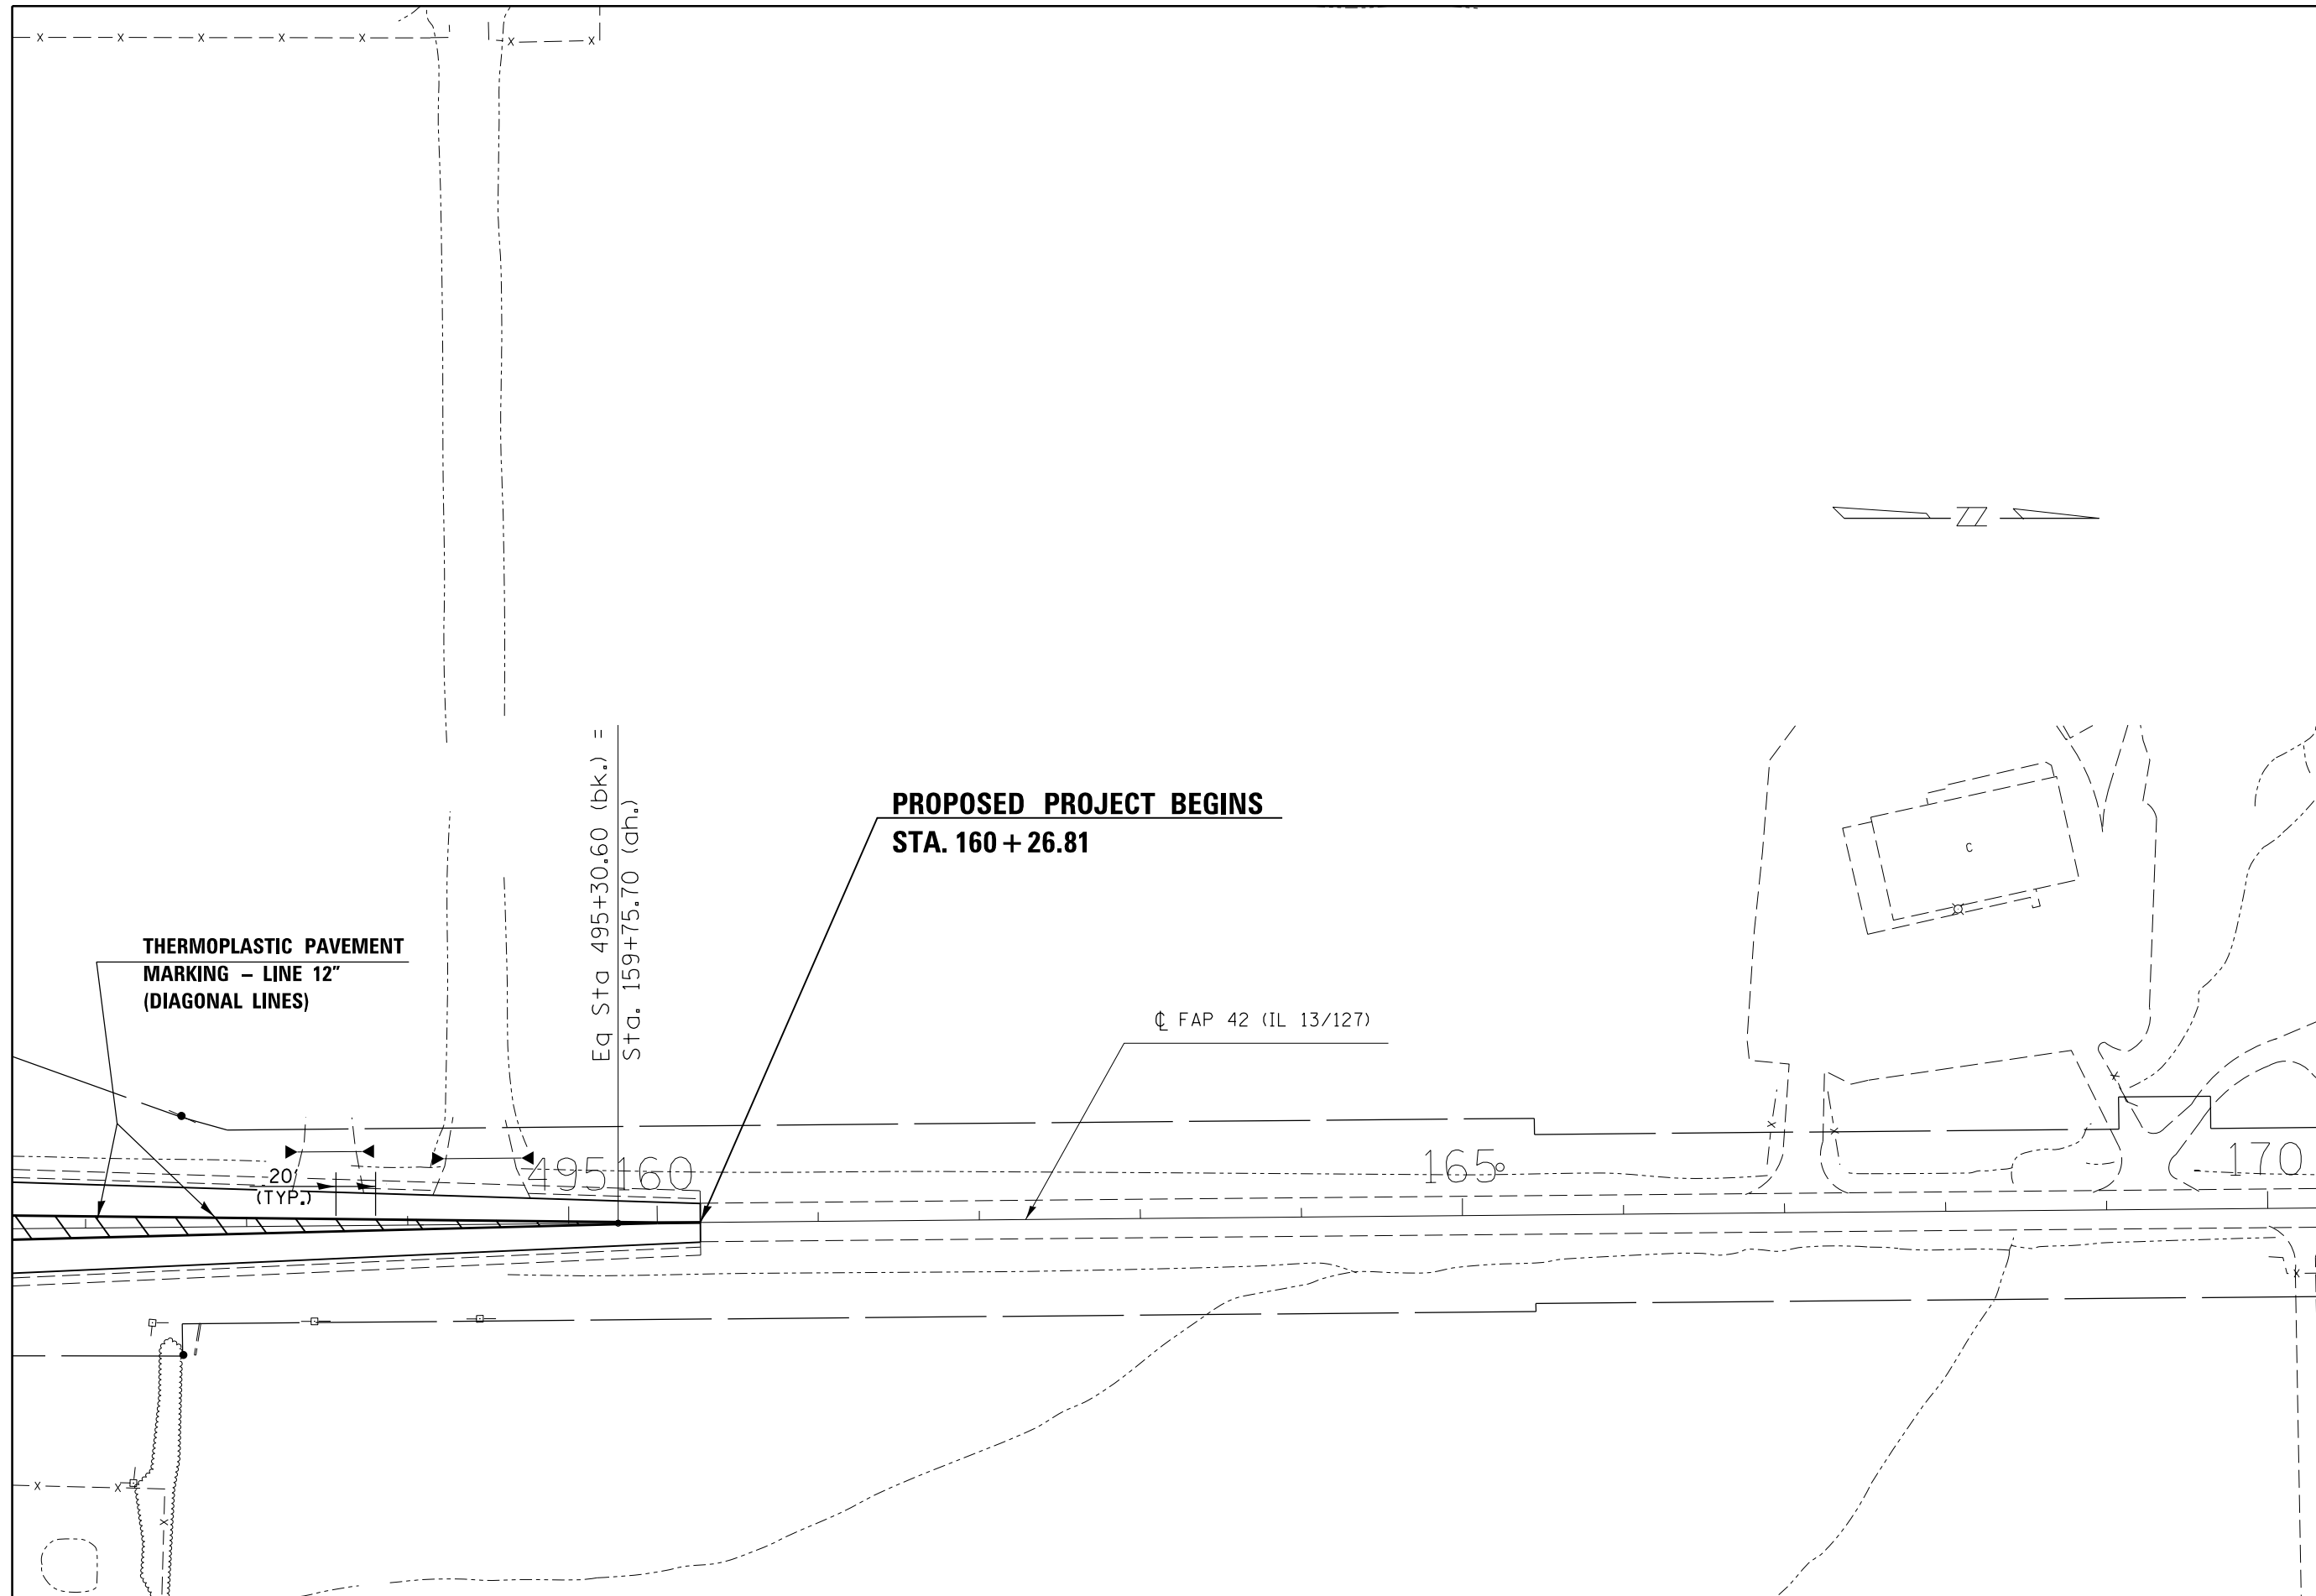 Eq Sta 495+30.60 (bk.) =
Sta. 159+75.70 (ah.)
PROPOSED PROJECT BEGINS
STA. 160+26.81
THERMOPLASTIC PAVEMENT
MARKING – LINE 12"
(DIAGONAL LINES)
℄ FAP 42 (IL 13/127)
C
20'
(TYP.)
495
160
165
170